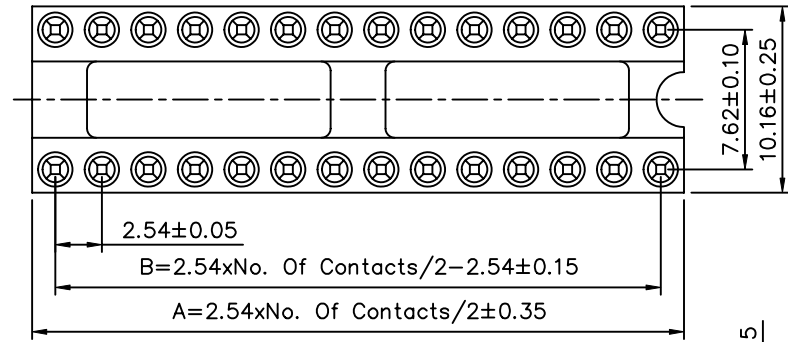 7.62±0.10
10.16±0.25
2.54±0.05
B=2.54xNo. Of Contacts/2-2.54±0.15
A=2.54xNo. Of Contacts/2±0.35
5